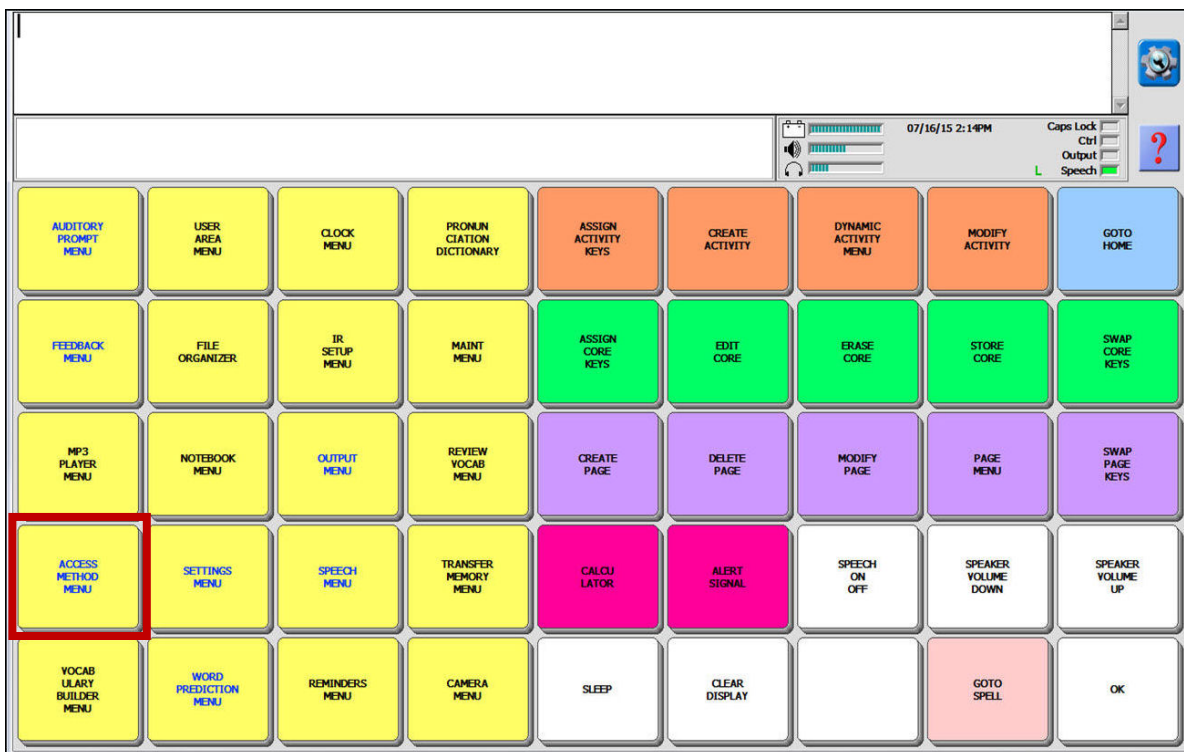 07/16/15 2:14PM
Caps Lock
Ctrl
Output
L Speech
?
AUDITORY
PROMPT
MENU
USER
AREA
MENU
CLOCK
MENU
PRONUN
CIATION
DICTIONARY
ASSIGN
ACTIVITY
KEYS
CREATE
ACTIVITY
DYNAMIC
ACTIVITY
MENU
MODIFY
ACTIVITY
GOTO
HOME
FEEDBACK
MENU
FILE
ORGANIZER
IR
SETUP
MENU
MAINT
MENU
ASSIGN
CORE
KEYS
EDIT
CORE
ERASE
CORE
STORE
CORE
SWAP
CORE
KEYS
MP3
PLAYER
MENU
NOTEBOOK
MENU
OUTPUT
MENU
REVIEW
VOCAB
MENU
CREATE
PAGE
DELETE
PAGE
MODIFY
PAGE
PAGE
MENU
SWAP
PAGE
KEYS
ACCESS
METHOD
MENU
SETTINGS
MENU
SPEECH
MENU
TRANSFER
MEMORY
MENU
CALCU
LATOR
ALERT
SIGNAL
SPEECH
ON
OFF
SPEAKER
VOLUME
DOWN
SPEAKER
VOLUME
UP
VOCAB
ULARY
BUILDER
MENU
WORD
PREDICTION
MENU
REMINDERS
MENU
CAMERA
MENU
SLEEP
CLEAR
DISPLAY
GOTO
SPELL
OK